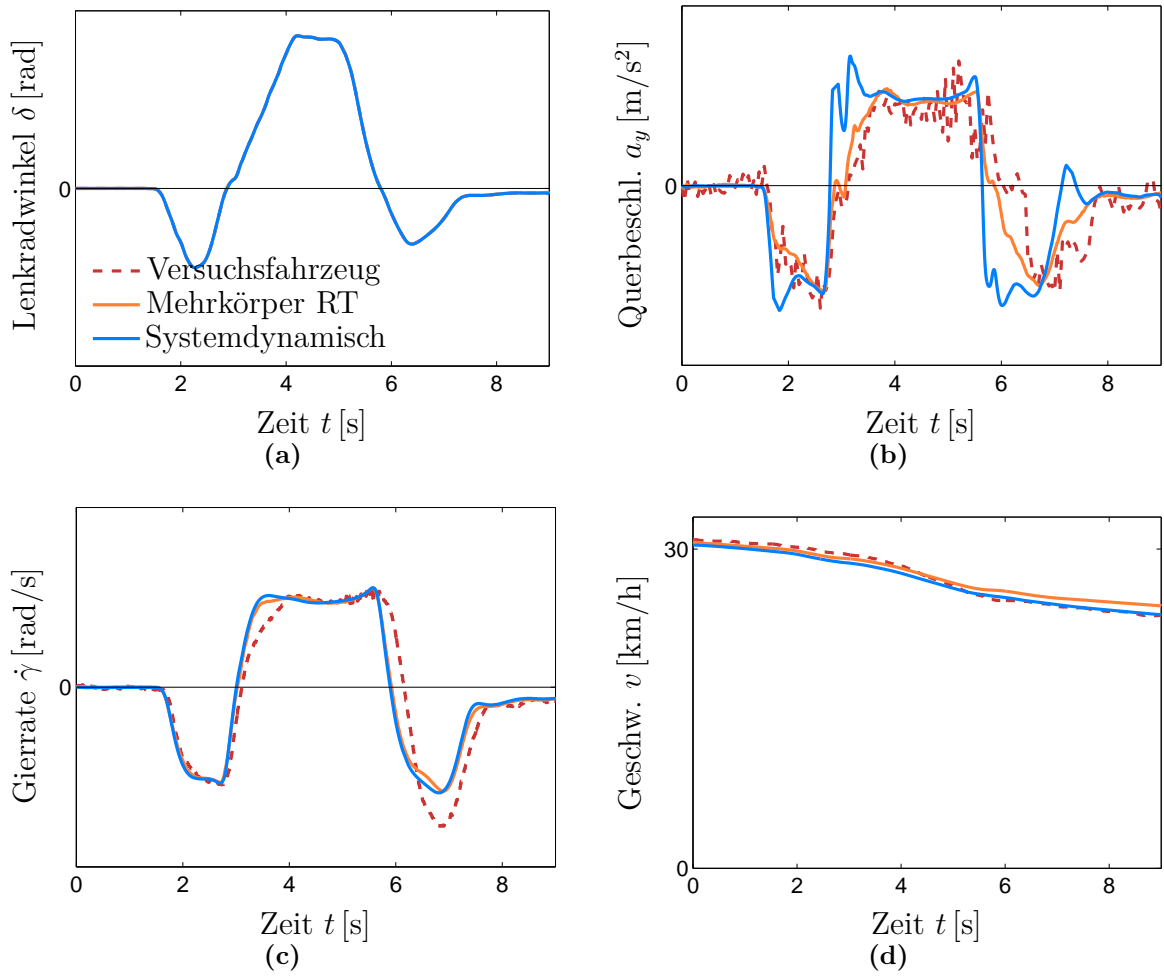 Lenkradwinkel δ [rad]
0
Versuchsfahrzeug
Mehrkörper RT
Systemdynamisch
0 2 4 6 8
Zeit t [s]
(a)
Querbeschl. a_y [m/s²]
0
0 2 4 6 8
Zeit t [s]
(b)
Gierrate γ̇ [rad/s]
0
0 2 4 6 8
Zeit t [s]
(c)
Geschw. v [km/h]
30
0
0 2 4 6 8
Zeit t [s]
(d)